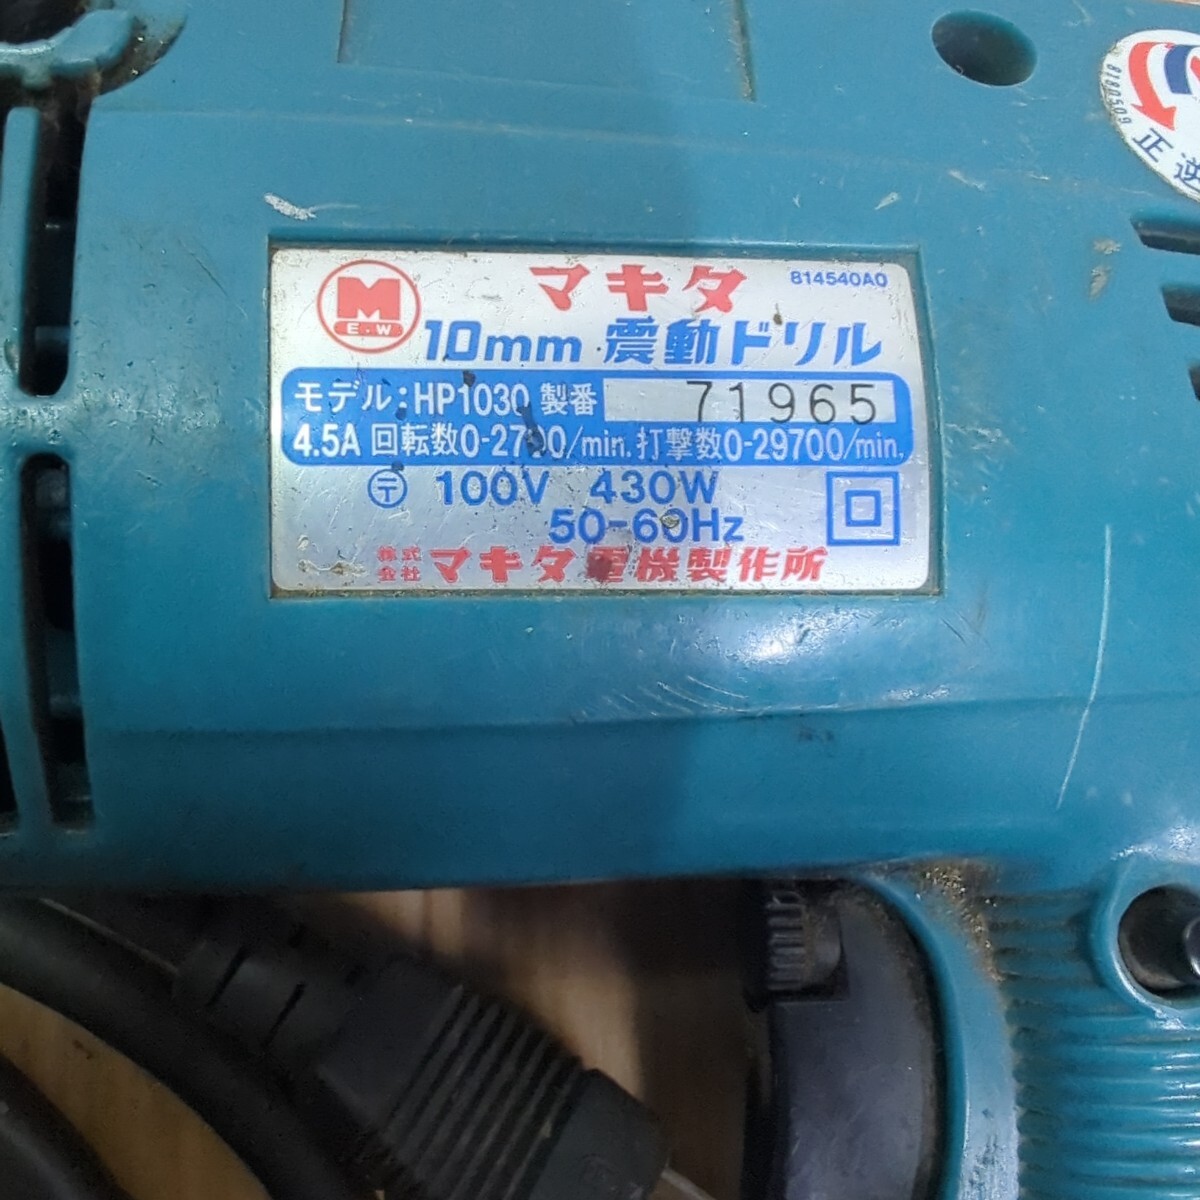 8180509
正 逆
M
E.W
マキタ
814540A0
10mm 震動ドリル
モデル:HP1030 製番 71965
4.5A 回転数0-2700/min. 打撃数0-29700/min.
〒 100V 430W
50-60Hz
株式会社 マキタ電機製作所